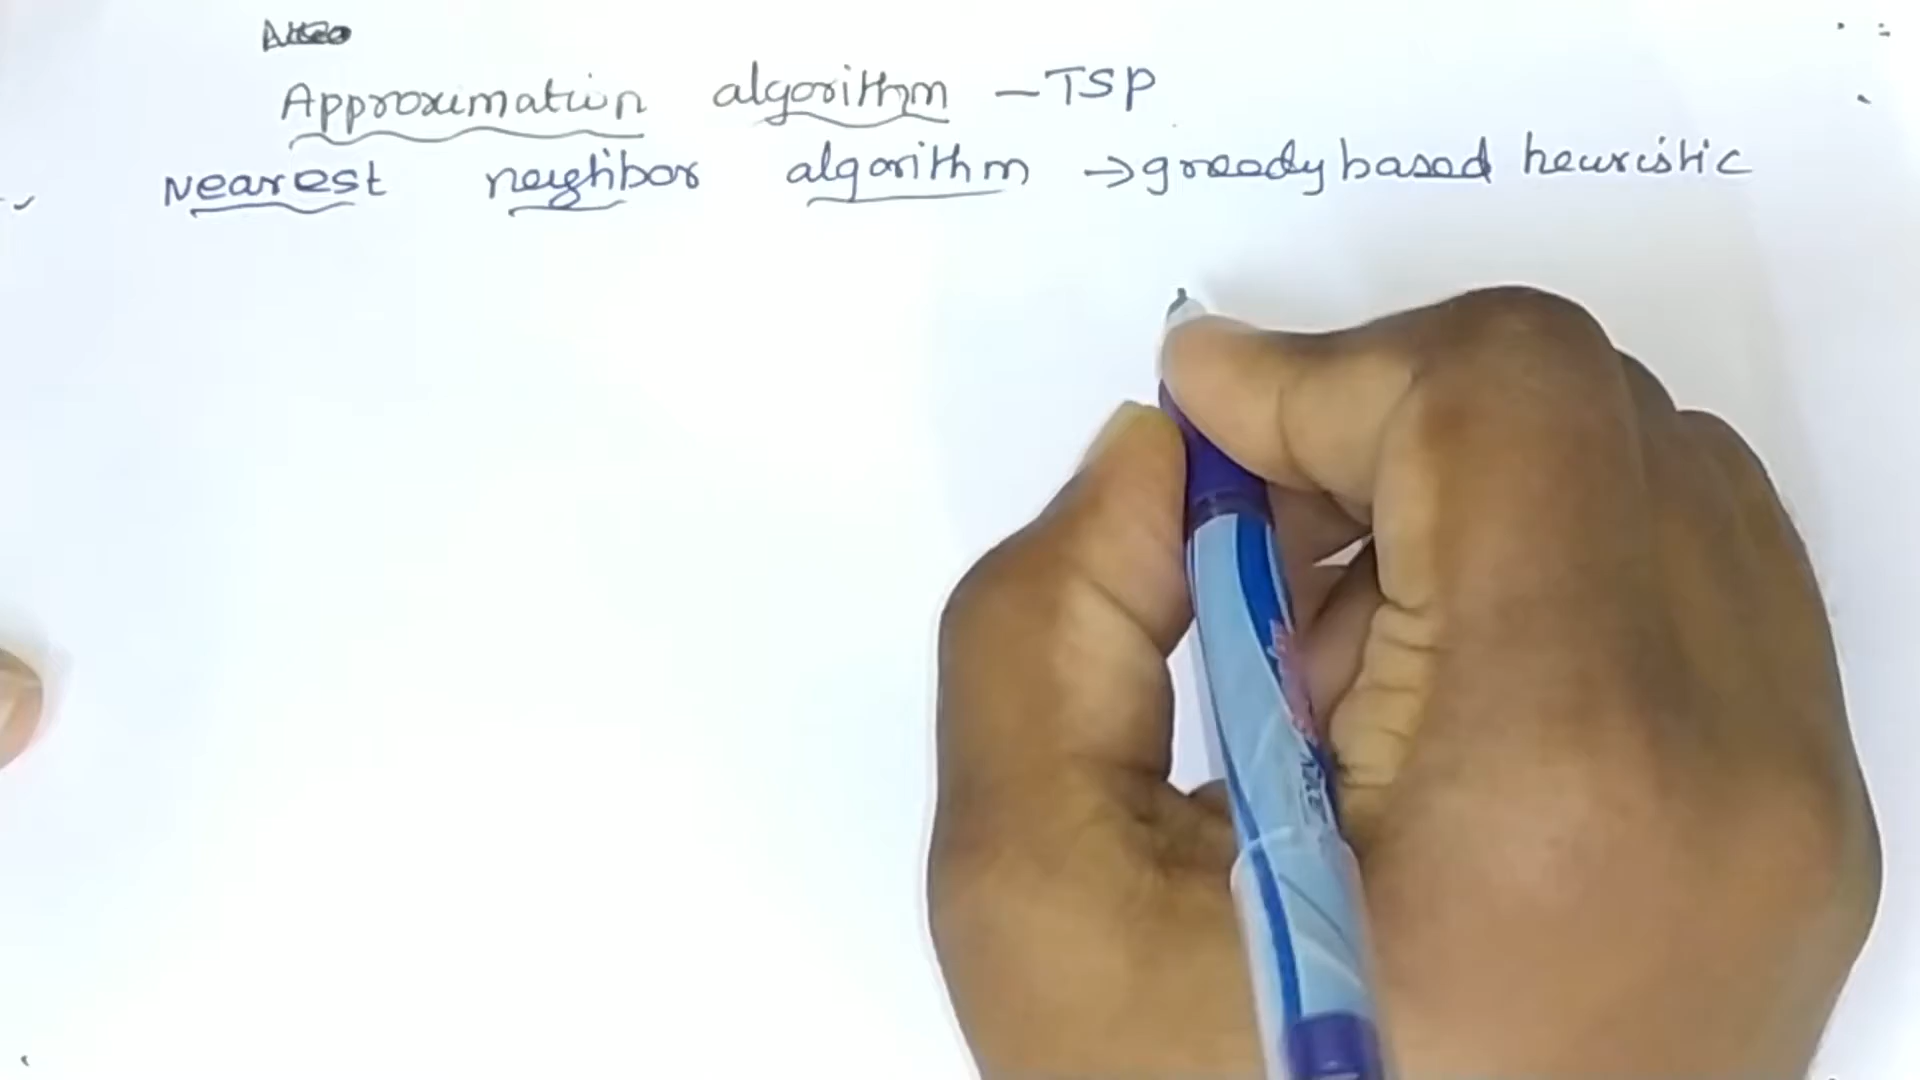 Approximation algorithm - TSP
Nearest neighbor algorithm → greedy based heuristic